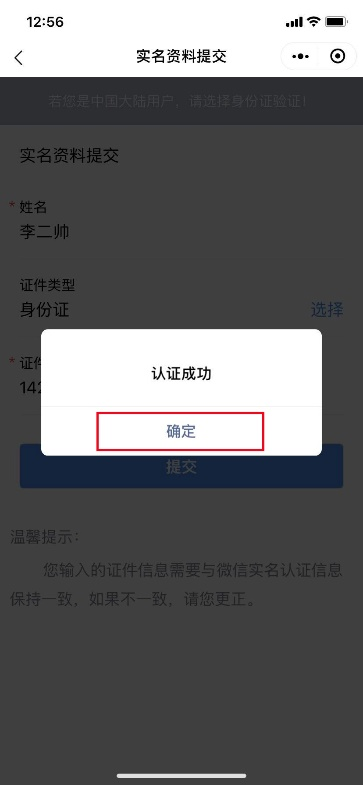 12:56
实名资料提交
若您是中国大陆用户，请选择身份证验证！
实名资料提交
* 姓名
李二帅
证件类型
身份证 选择
认证成功
* 证件
142
确定
提交
温馨提示：
您输入的证件信息需要与微信实名认证信息
保持一致，如果不一致，请您更正。